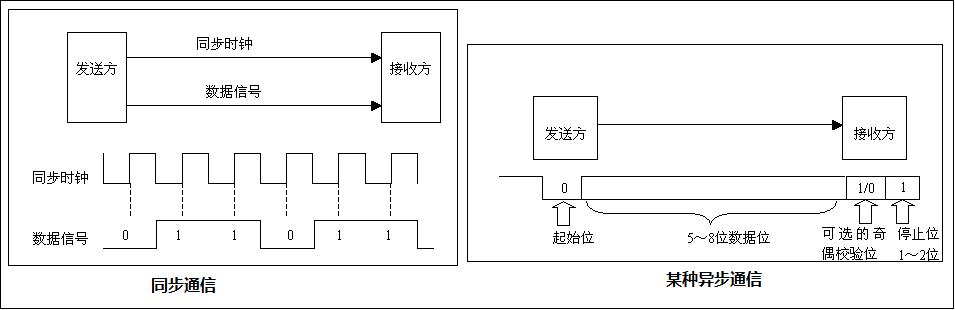 同步时钟
发送方
接收方
数据信号
同步时钟
数据信号
0 1 1 0 1 1
同步通信
发送方
接收方
0
1/0
1
起始位
5～8位数据位
可选的奇
偶校验位
停止位
1～2位
某种异步通信